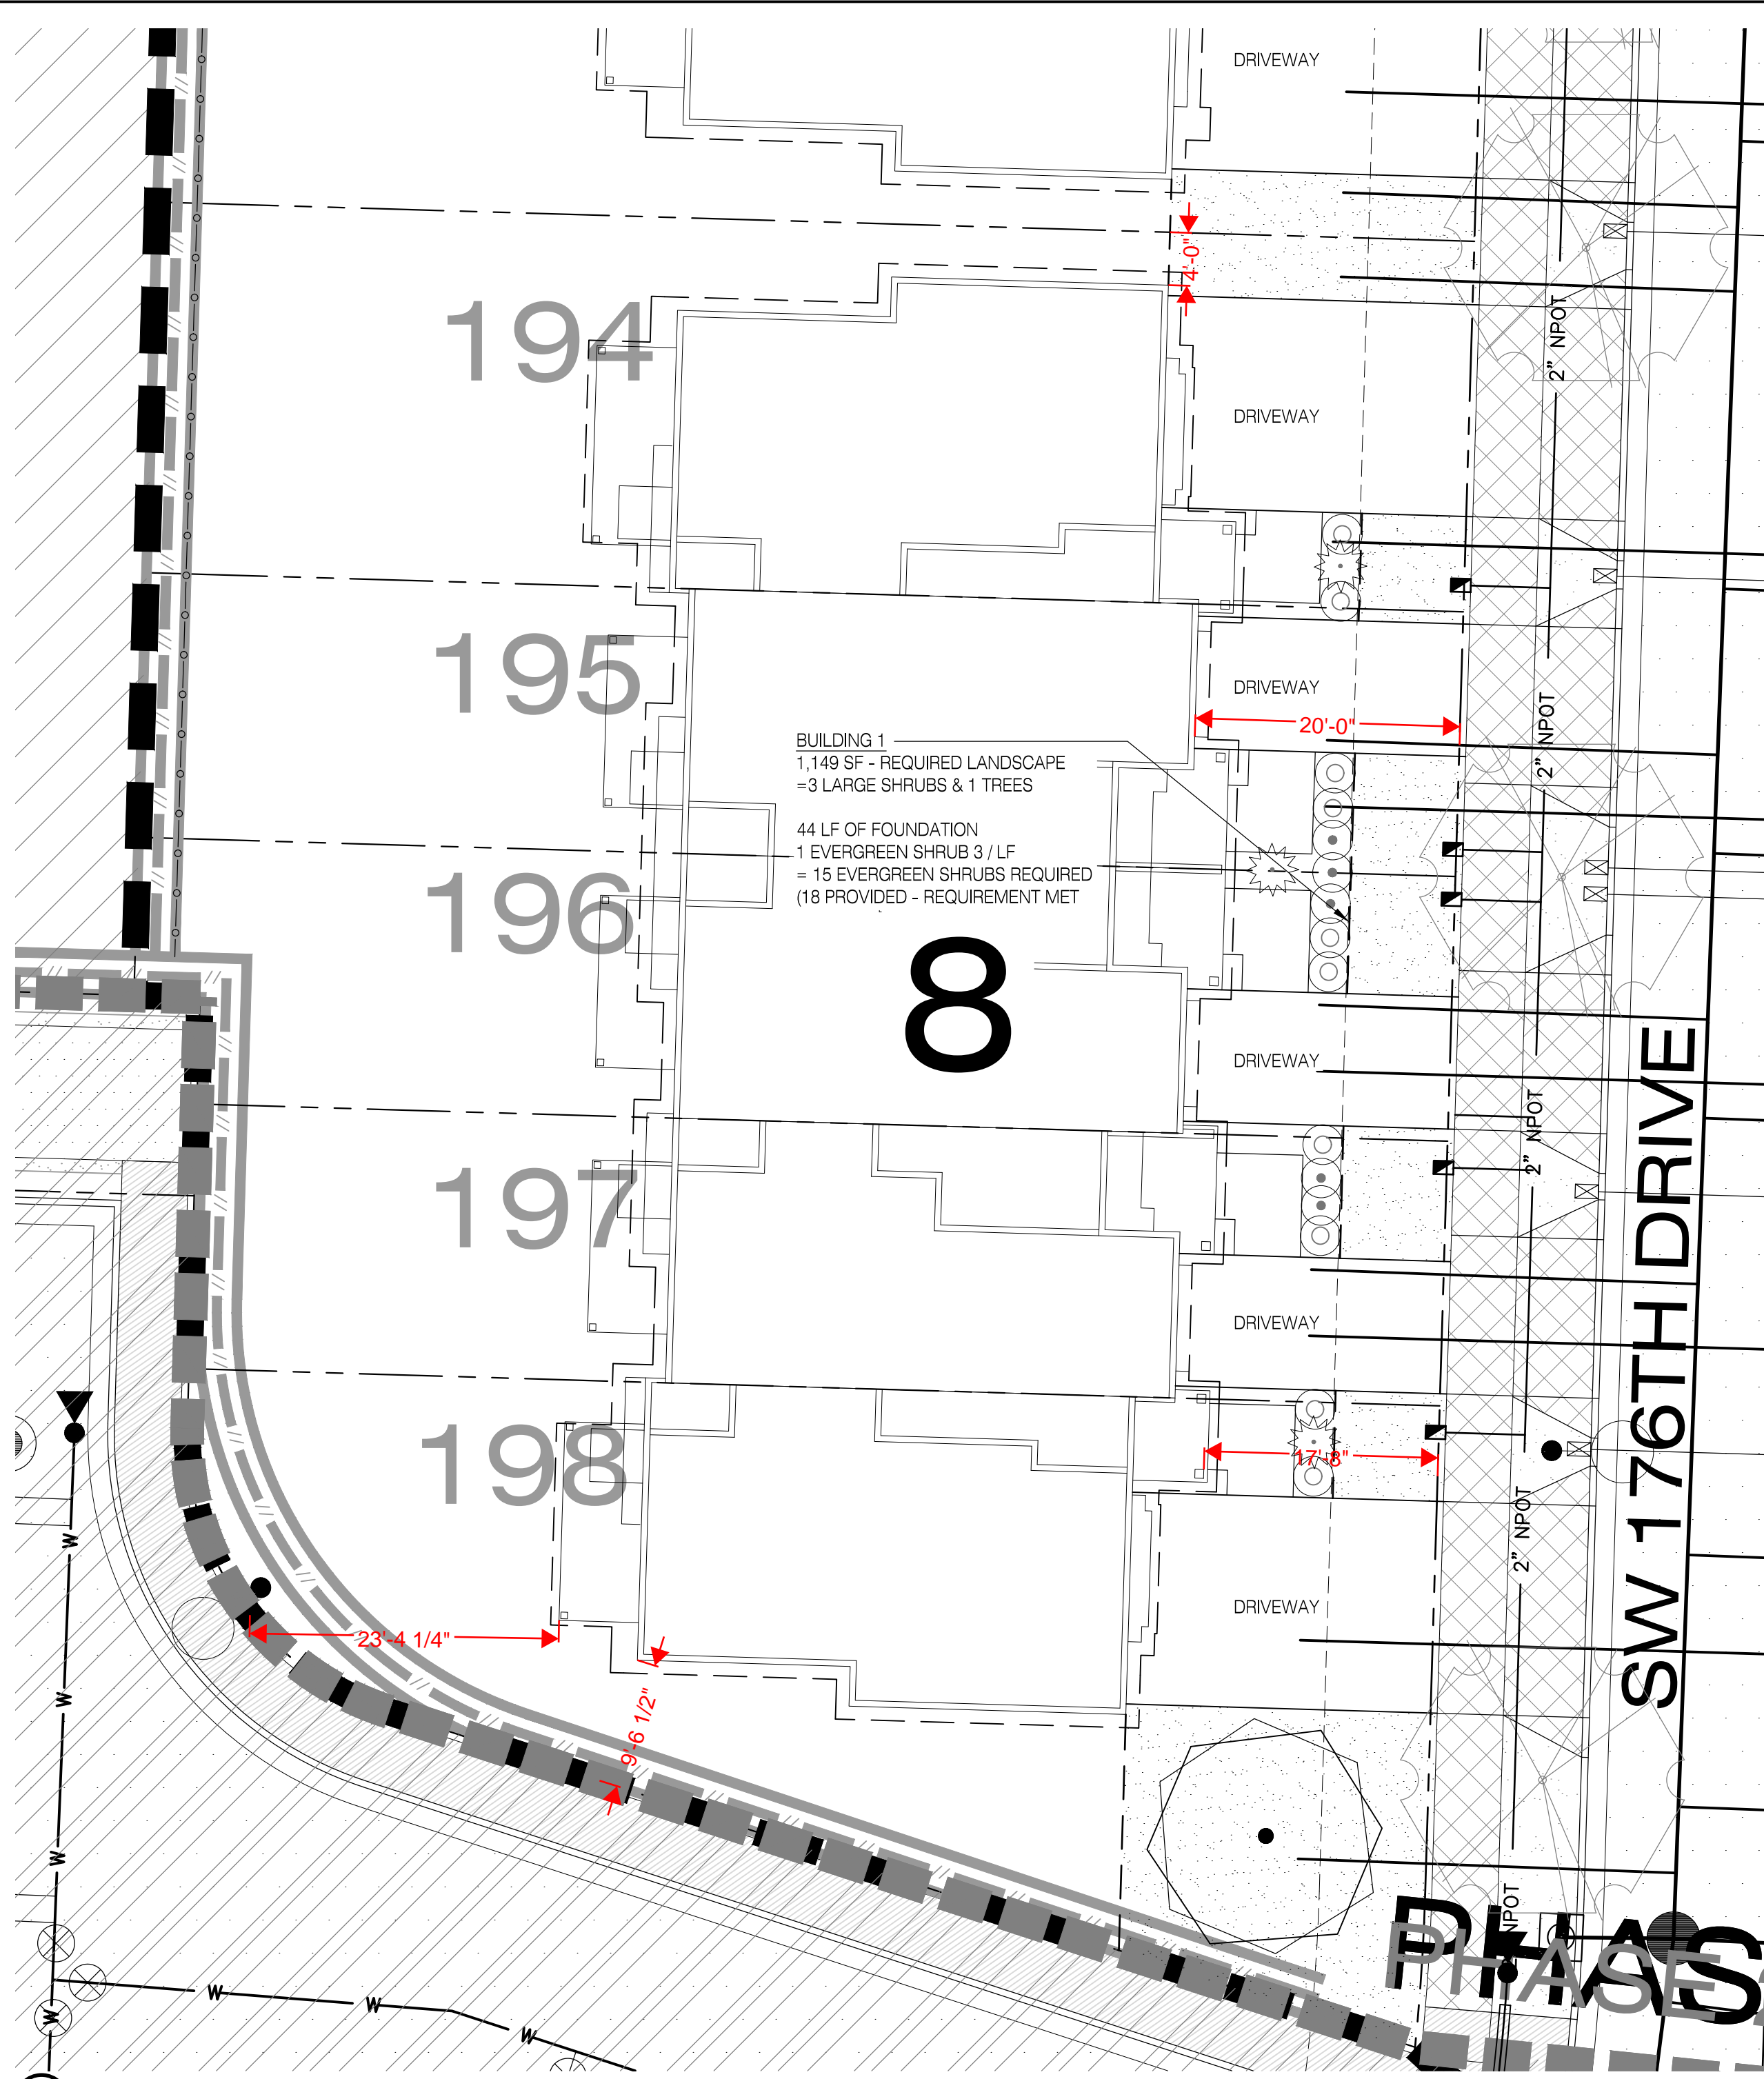 DRIVEWAY
4'-0"
194
2" NPOT
DRIVEWAY
195
DRIVEWAY
20'-0"
2" NPOT
BUILDING 1
1,149 SF - REQUIRED LANDSCAPE
=3 LARGE SHRUBS & 1 TREES
44 LF OF FOUNDATION
1 EVERGREEN SHRUB 3 / LF
= 15 EVERGREEN SHRUBS REQUIRED
(18 PROVIDED - REQUIREMENT MET
196
8
DRIVEWAY
2" NPOT
SW 176TH DRIVE
197
DRIVEWAY
198
17'-8"
2" NPOT
DRIVEWAY
23'-4 1/4"
9'-6 1/2"
W
W
W
W
W
W
W
NPOT
PHAS
PHASE